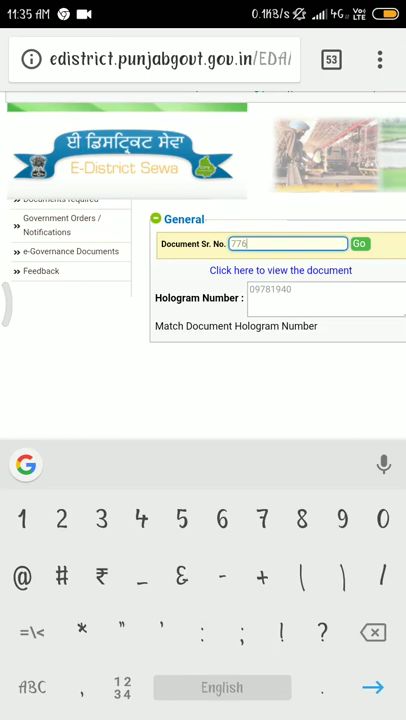 11:35 AM
0.1KB/s 4G VoLTE
edistrict.punjabgovt.gov.in/EDA/
53
ਈ ਡਿਸਟ੍ਰਿਕਟ ਸੇਵਾ
E-District Sewa
Documents required
Government Orders /
Notifications
e-Governance Documents
Feedback
General
Document Sr. No. 776 Go
Click here to view the document
Hologram Number : 09781940
Match Document Hologram Number
G
1 2 3 4 5 6 7 8 9 0
@ # ₹ _ & - + ( ) /
=\< * " ' : ; ! ?
ABC , 12 34 English .